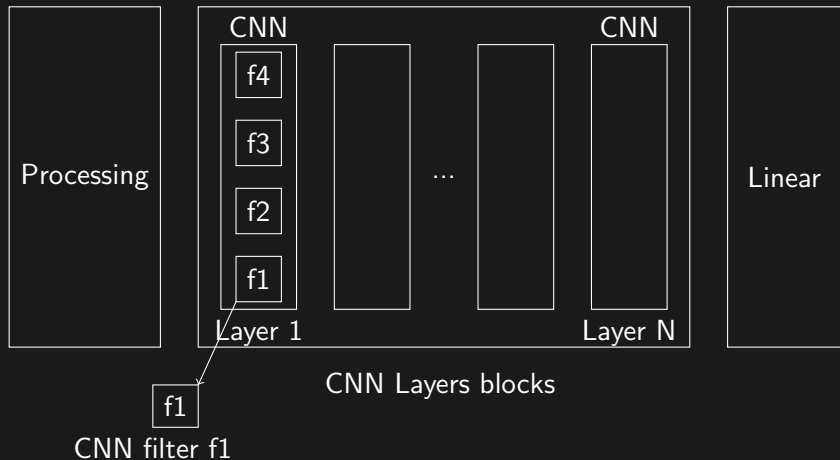 CNN
CNN
f4
f3
f2
f1
Processing
...
Linear
Layer 1
Layer N
CNN Layers blocks
f1
CNN filter f1